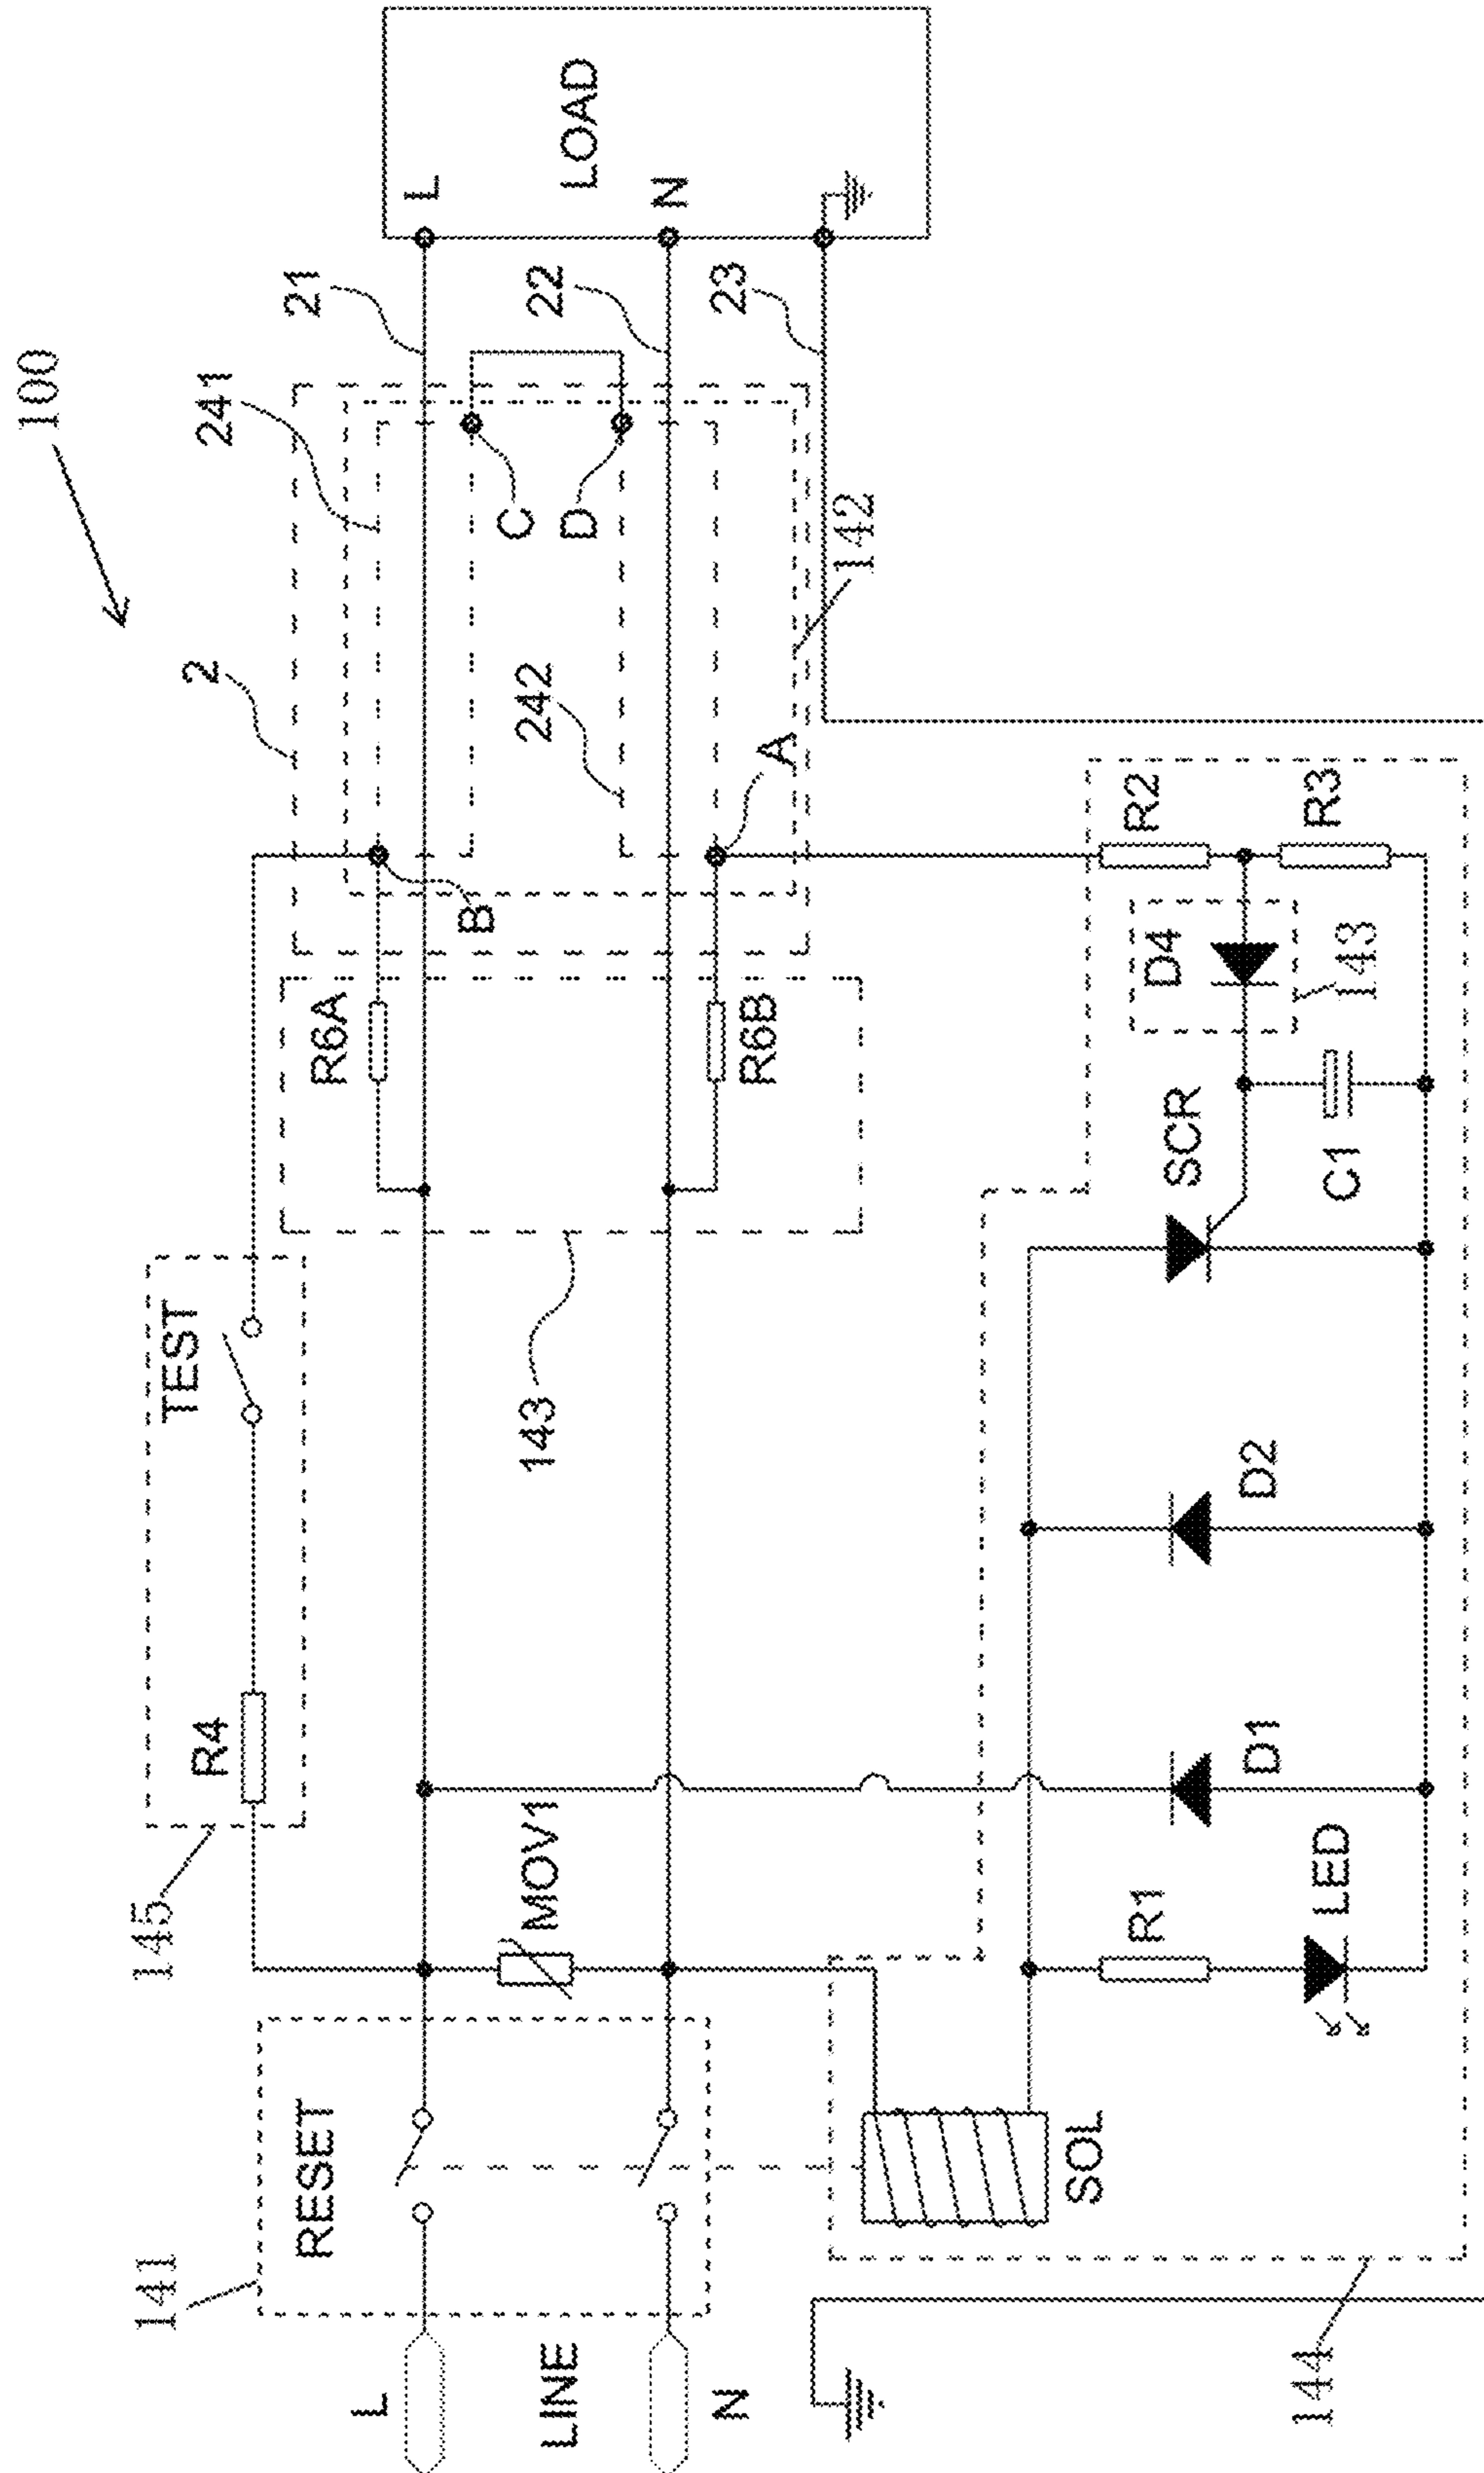 100
2
241
21
22
23
L
LOAD
N
C
D
142
242
A
B
R2
R3
D4
143
R6A
R6B
SCR
C1
TEST
143
R4
145
MOV1
D2
D1
LED
R1
RESET
141
SOL
L
LINE
N
144